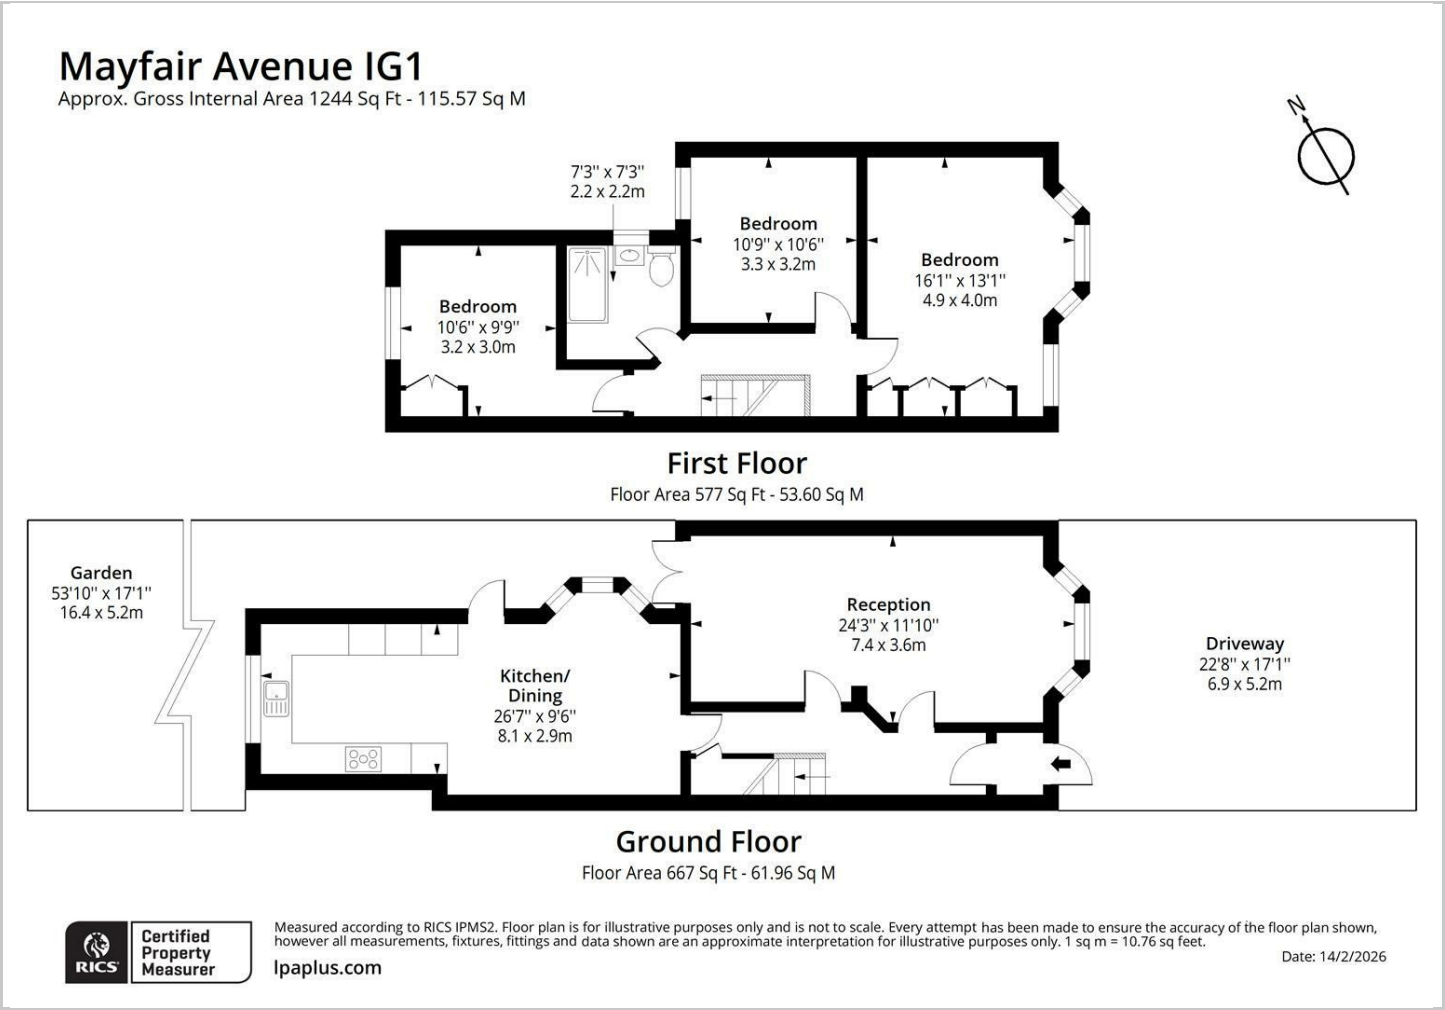 Mayfair Avenue IG1
Approx. Gross Internal Area 1244 Sq Ft - 115.57 Sq M
N
7'3" x 7'3"
2.2 x 2.2m
Bedroom
10'9" x 10'6"
3.3 x 3.2m
Bedroom
16'1" x 13'1"
4.9 x 4.0m
Bedroom
10'6" x 9'9"
3.2 x 3.0m
First Floor
Floor Area 577 Sq Ft - 53.60 Sq M
Garden
53'10" x 17'1"
16.4 x 5.2m
Reception
24'3" x 11'10"
7.4 x 3.6m
Driveway
22'8" x 17'1"
6.9 x 5.2m
Kitchen/
Dining
26'7" x 9'6"
8.1 x 2.9m
Ground Floor
Floor Area 667 Sq Ft - 61.96 Sq M
RICS
Certified
Property
Measurer
Measured according to RICS IPMS2. Floor plan is for illustrative purposes only and is not to scale. Every attempt has been made to ensure the accuracy of the floor plan shown,
however all measurements, fixtures, fittings and data shown are an approximate interpretation for illustrative purposes only. 1 sq m = 10.76 sq feet.
lpaplus.com
Date: 14/2/2026